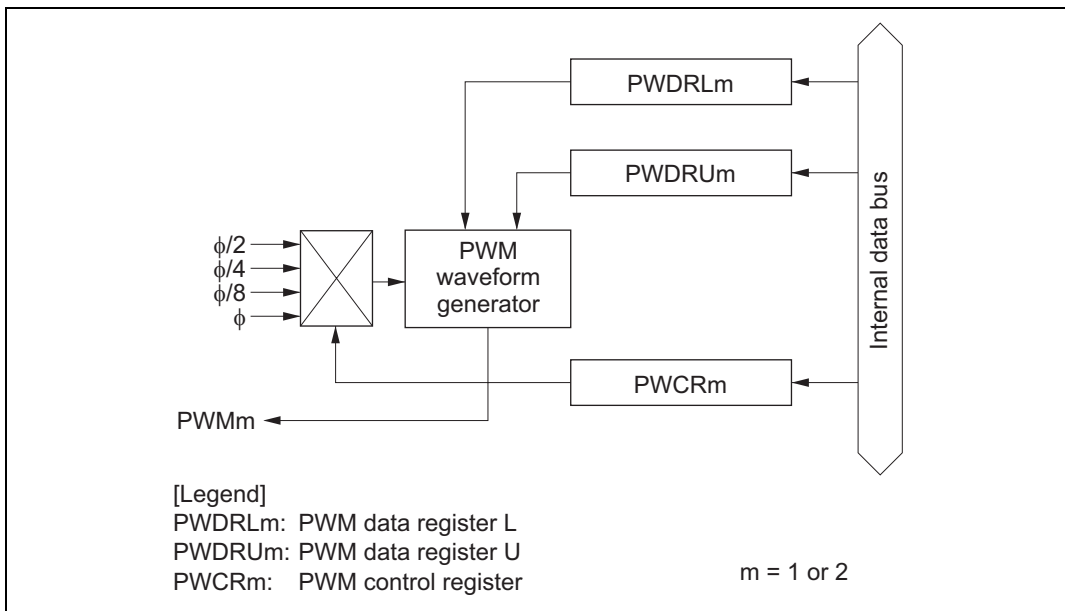 PWDRLm
PWDRUm
Internal data bus
ϕ/2
ϕ/4
ϕ/8
ϕ
PWM
waveform
generator
PWCRm
PWMm
[Legend]
PWDRLm: PWM data register L
PWDRUm: PWM data register U
PWCRm: PWM control register
m = 1 or 2